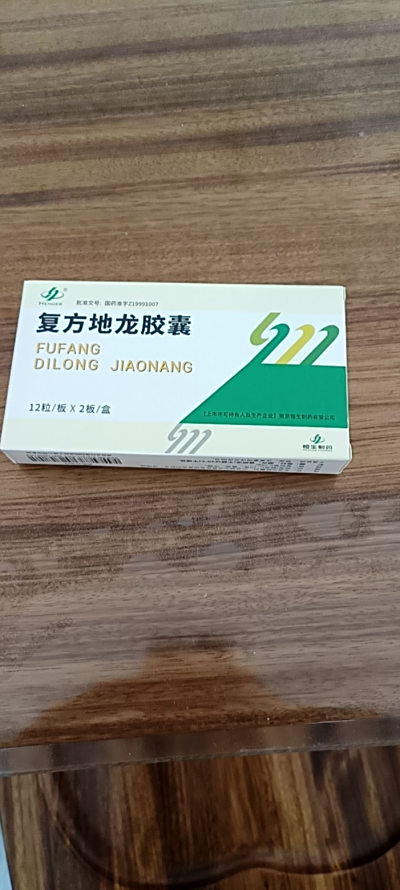 批准文号：国药准字Z19991007
复方地龙胶囊
FUFANG
DILONG JIAONANG
12粒/板 X 2板/盒
【上市许可持有人及生产企业】南京恒生制药有限公司
恒生制药